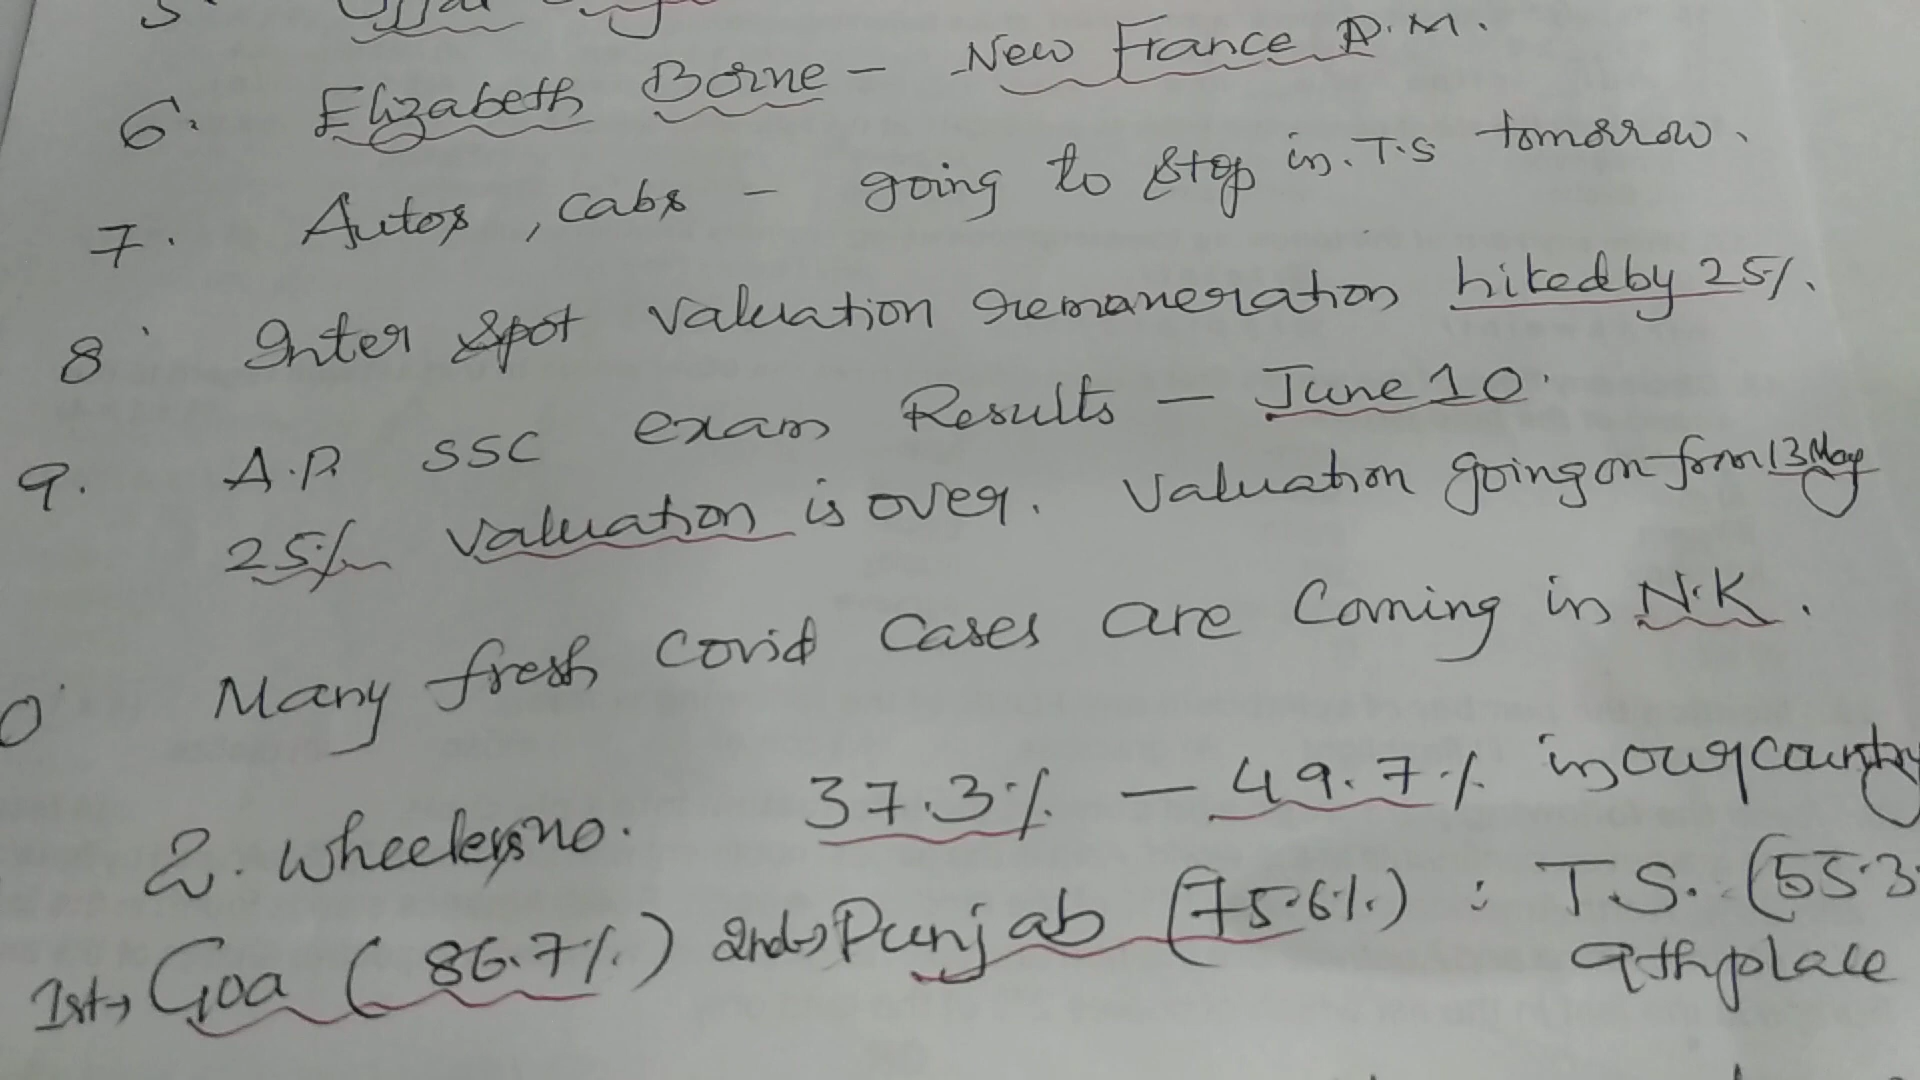 5.
6. Elizabeth Borne - New France P.M.
7. Autos, cabs - going to stop in T.S tomorrow.
8. Inter spot valuation remaneration hiked by 25%.
9. A.P. SSC exam Results - June 10.
25% valuation is over. Valuation going on from 13 May
0. Many fresh covid cases are coming in N.K.
2. wheelers no. 37.3% - 49.7% in our country
1st→ Goa (86.7%) 2nd→ Punjab (75.6%) : T.S. (55.3
9th place